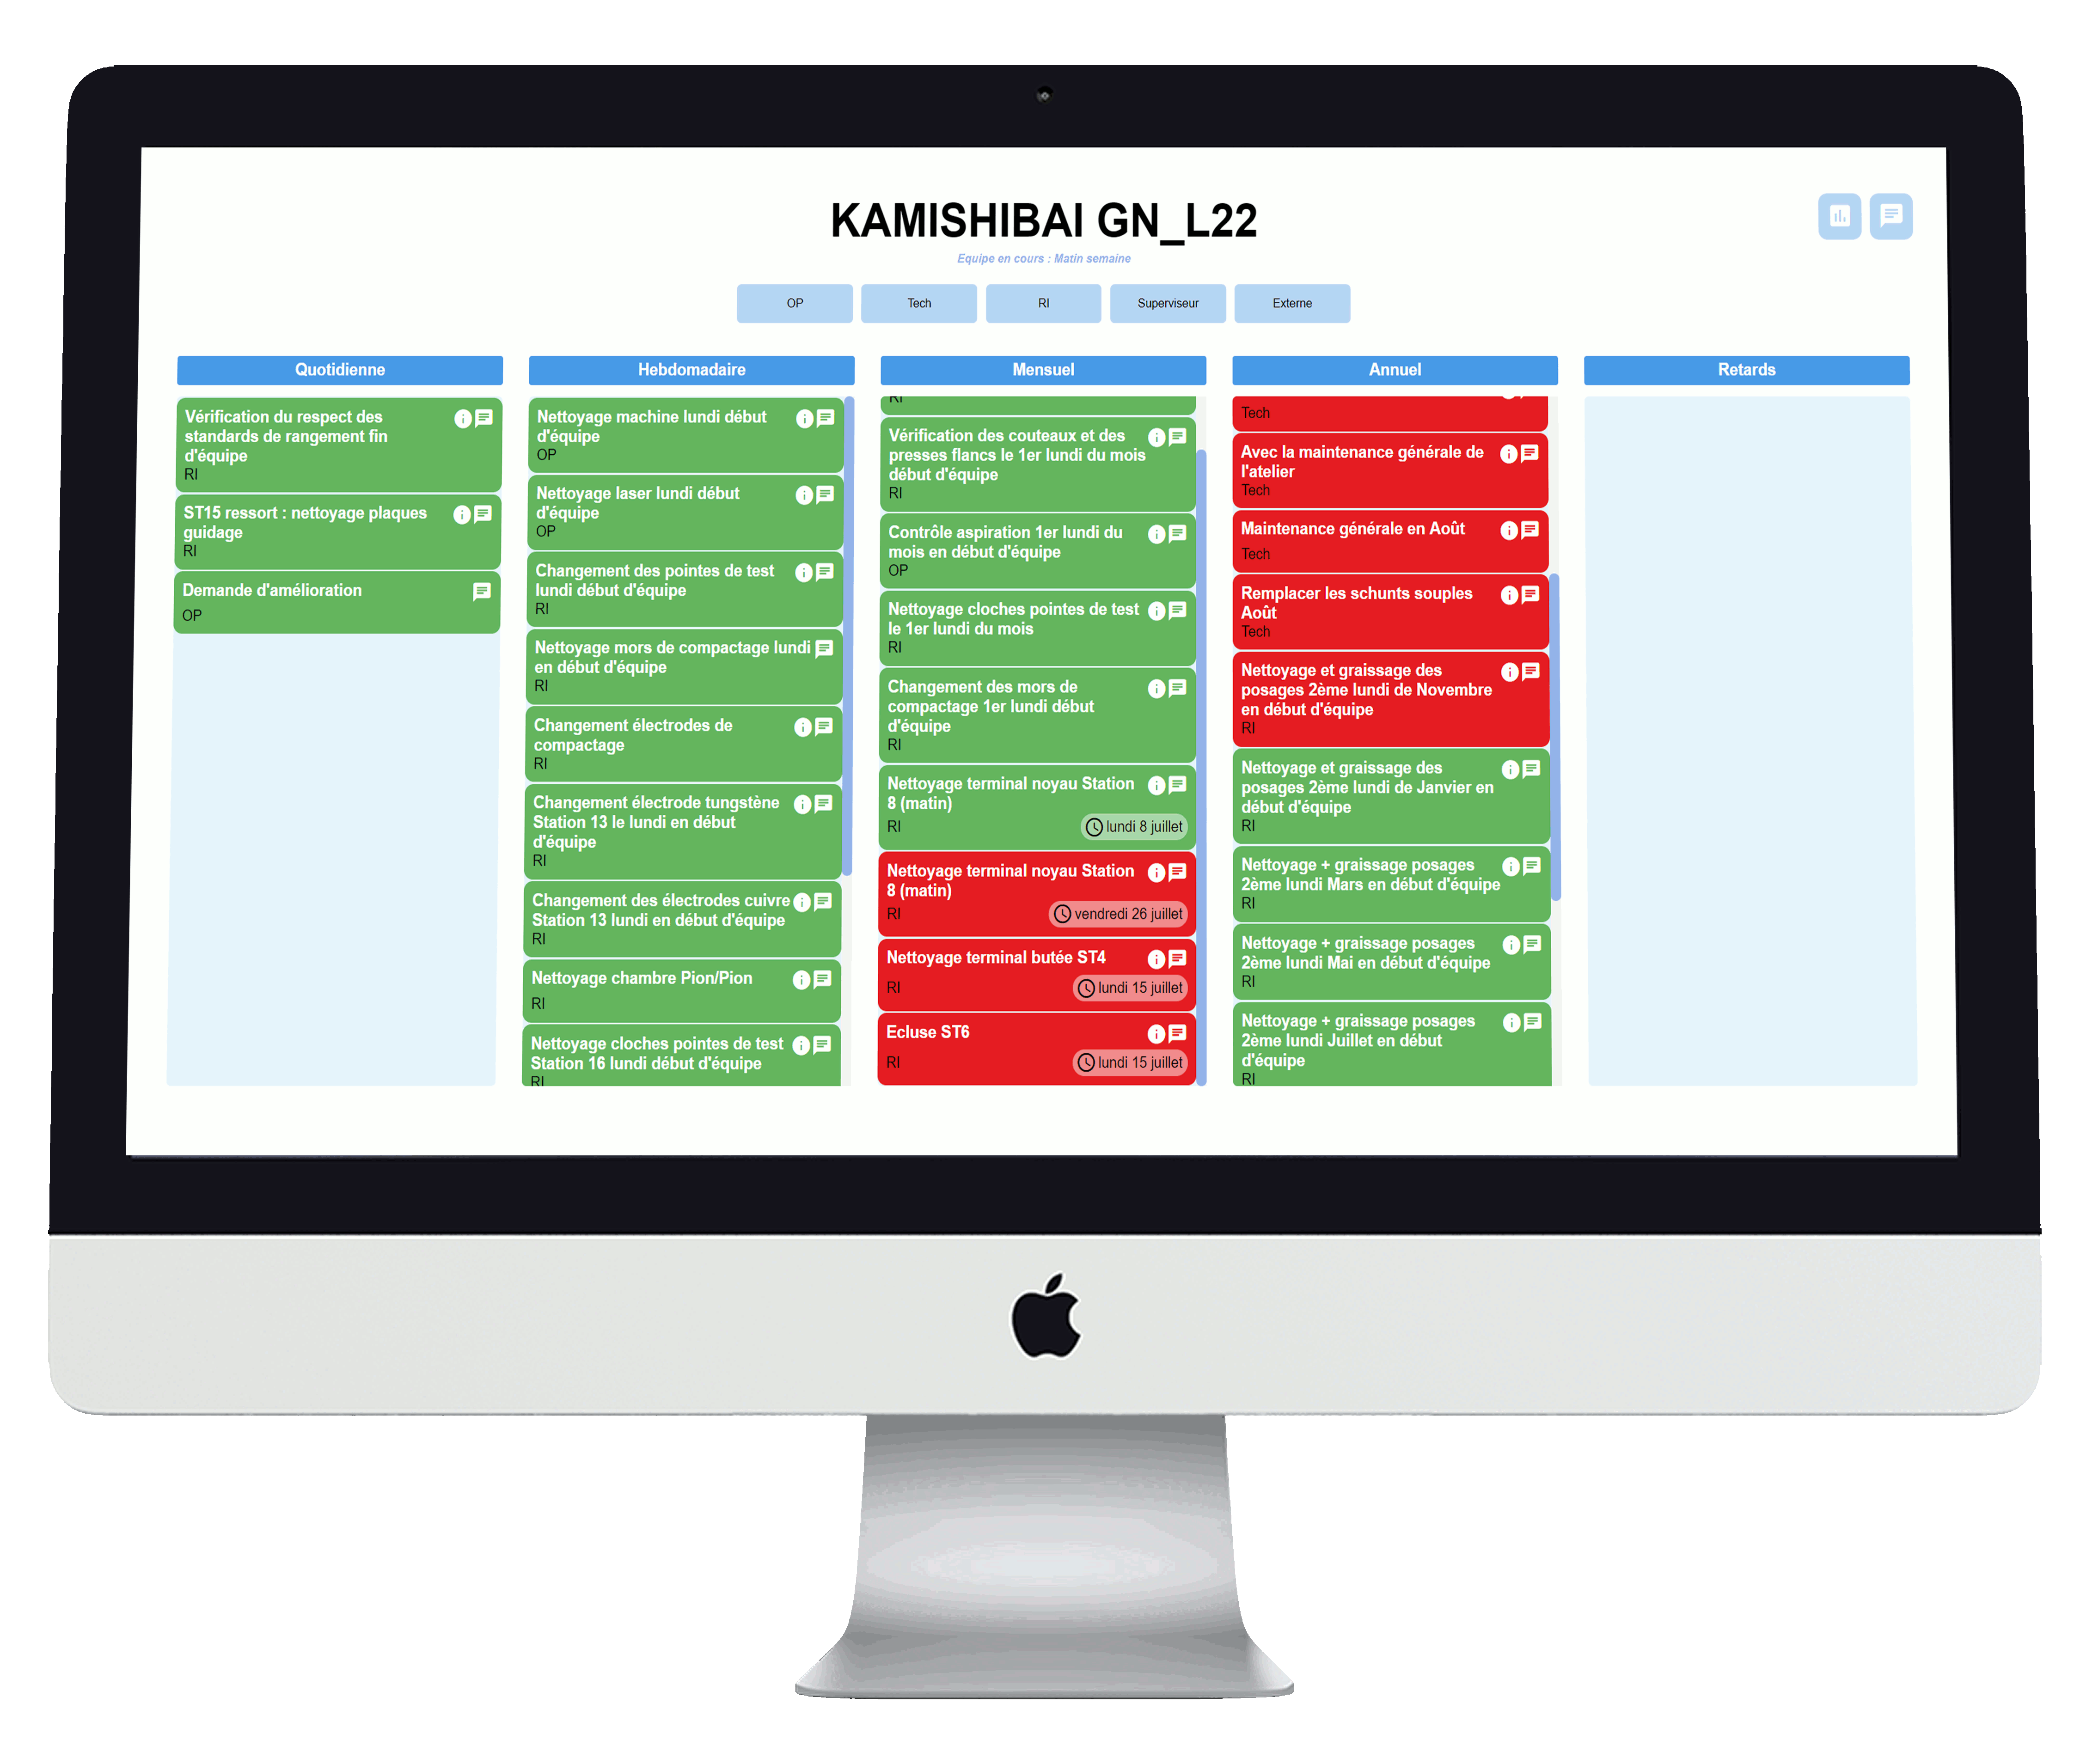 KAMISHIBAI GN_L22
Equipe en cours : Matin semaine
OP
Tech
RI
Superviseur
Externe
Quotidienne
Vérification du respect des
standards de rangement fin
d'équipe
RI
ST15 ressort : nettoyage plaques
guidage
RI
Demande d'amélioration
OP
Hebdomadaire
Nettoyage machine lundi début
d'équipe
OP
Nettoyage laser lundi début
d'équipe
OP
Changement des pointes de test
lundi début d'équipe
RI
Nettoyage mors de compactage lundi
en début d'équipe
RI
Changement électrodes de
compactage
RI
Changement électrode tungstène
Station 13 le lundi en début
d'équipe
RI
Changement des électrodes cuivre
Station 13 lundi en début d'équipe
RI
Nettoyage chambre Pion/Pion
RI
Nettoyage cloches pointes de test
Station 16 lundi début d'équipe
RI
Mensuel
RI
Vérification des couteaux et des
presses flancs le 1er lundi du mois
début d'équipe
RI
Contrôle aspiration 1er lundi du
mois en début d'équipe
OP
Nettoyage cloches pointes de test
le 1er lundi du mois
RI
Changement des mors de
compactage 1er lundi début
d'équipe
RI
Nettoyage terminal noyau Station
8 (matin)
RI
lundi 8 juillet
Nettoyage terminal noyau Station
8 (matin)
RI
vendredi 26 juillet
Nettoyage terminal butée ST4
RI
lundi 15 juillet
Ecluse ST6
RI
lundi 15 juillet
Annuel
Tech
Avec la maintenance générale de
l'atelier
Tech
Maintenance générale en Août
Tech
Remplacer les schunts souples
Août
Tech
Nettoyage et graissage des
posages 2ème lundi de Novembre
en début d'équipe
RI
Nettoyage et graissage des
posages 2ème lundi de Janvier en
début d'équipe
RI
Nettoyage + graissage posages
2ème lundi Mars en début d'équipe
RI
Nettoyage + graissage posages
2ème lundi Mai en début d'équipe
RI
Nettoyage + graissage posages
2ème lundi Juillet en début
d'équipe
RI
Retards